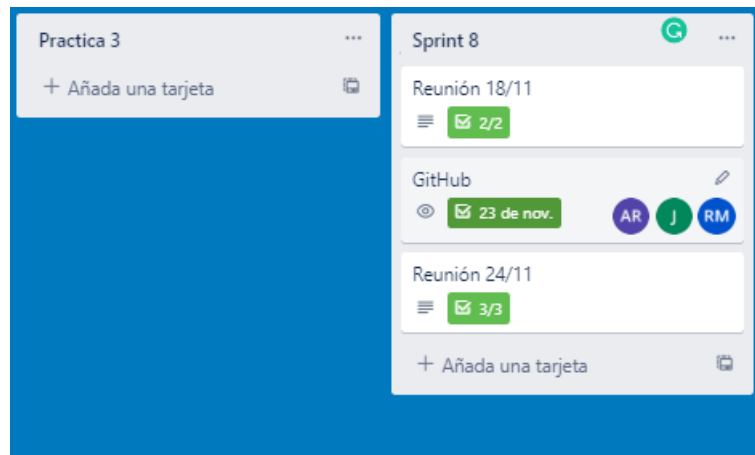 Practica 3
+ Añada una tarjeta
Sprint 8
Reunión 18/11
2/2
GitHub
23 de nov.
AR J RM
Reunión 24/11
3/3
+ Añada una tarjeta